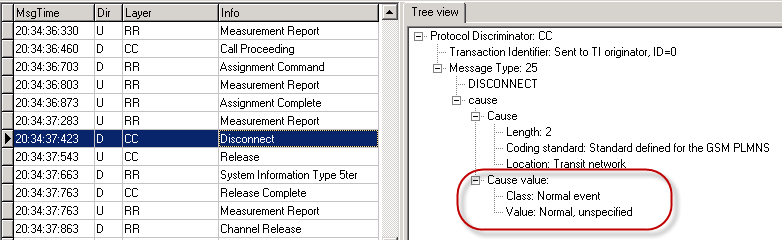 MsgTime Dir Layer Info
20:34:36:330 U RR Measurement Report
20:34:36:460 D CC Call Proceeding
20:34:36:703 D RR Assignment Command
20:34:36:803 U RR Measurement Report
20:34:36:873 U RR Assignment Complete
20:34:37:283 U RR Measurement Report
20:34:37:423 D CC Disconnect
20:34:37:543 U CC Release
20:34:37:663 D RR System Information Type 5ter
20:34:37:763 D CC Release Complete
20:34:37:763 U RR Measurement Report
20:34:37:863 D RR Channel Release
Tree view
Protocol Discriminator: CC
Transaction Identifier: Sent to TI originator, ID=0
Message Type: 25
DISCONNECT
cause
Cause
Length: 2
Coding standard: Standard defined for the GSM PLMNS
Location: Transit network
Cause value:
Class: Normal event
Value: Normal, unspecified